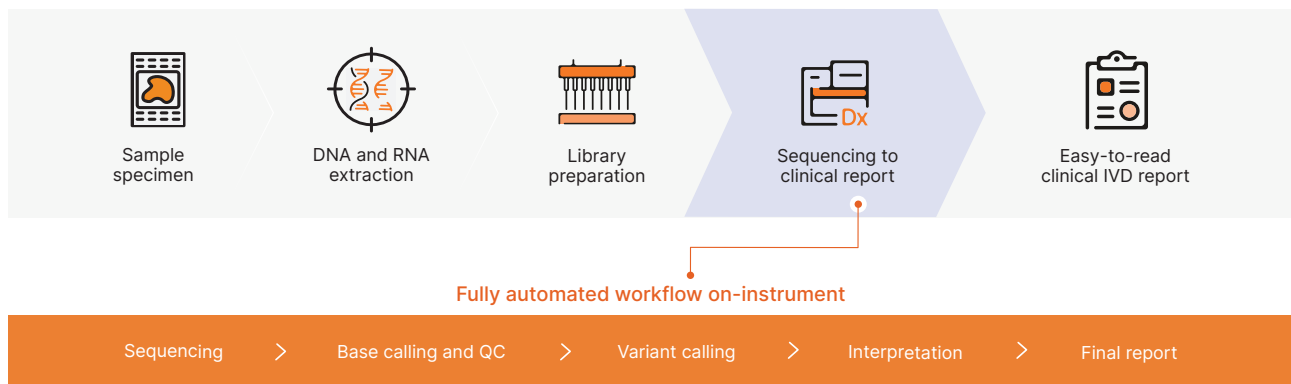 Sample
specimen
DNA and RNA
extraction
Library
preparation
Dx
Sequencing to
clinical report
Easy-to-read
clinical IVD report
Fully automated workflow on-instrument
Sequencing
Base calling and QC
Variant calling
Interpretation
Final report